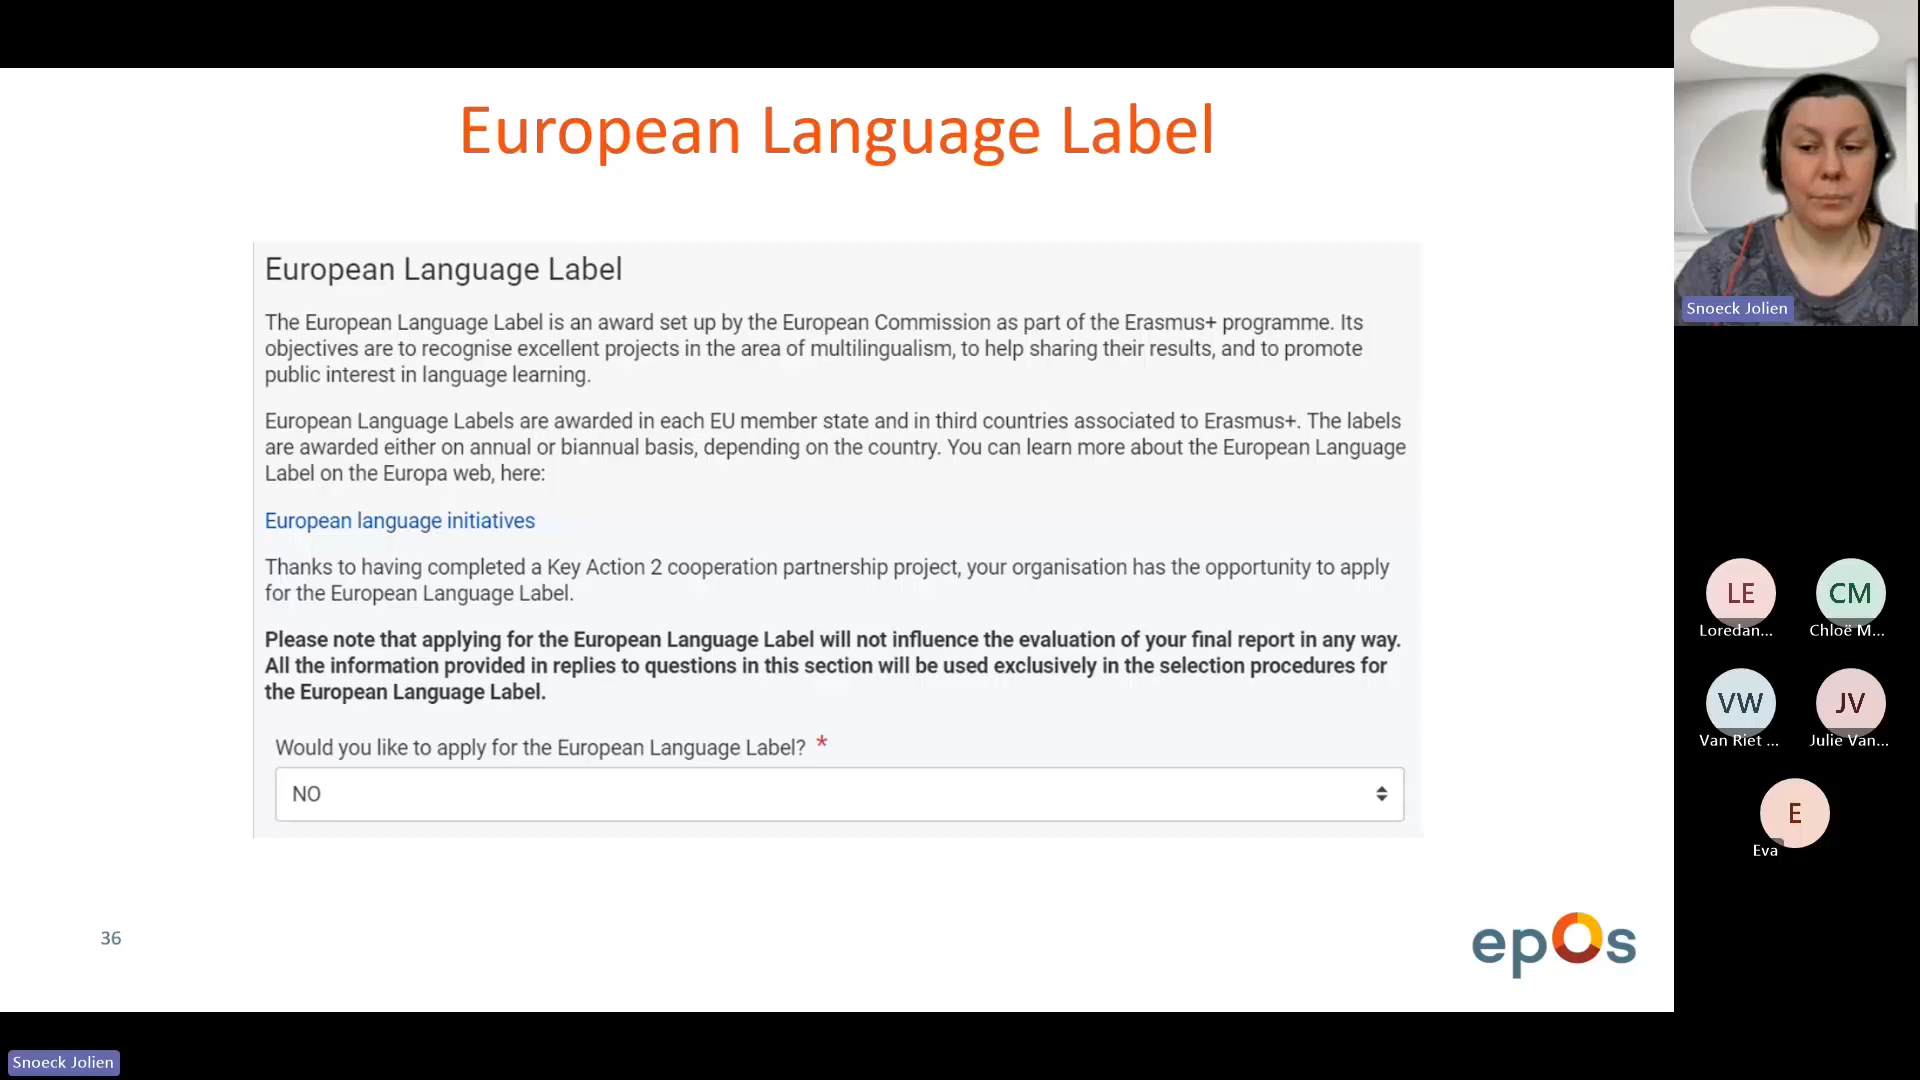 European Language Label
European Language Label
The European Language Label is an award set up by the European Commission as part of the Erasmus+ programme. Its
objectives are to recognise excellent projects in the area of multilingualism, to help sharing their results, and to promote
public interest in language learning.
European Language Labels are awarded in each EU member state and in third countries associated to Erasmus+. The labels
are awarded either on annual or biannual basis, depending on the country. You can learn more about the European Language
Label on the Europa web, here:
European language initiatives
Thanks to having completed a Key Action 2 cooperation partnership project, your organisation has the opportunity to apply
for the European Language Label.
Please note that applying for the European Language Label will not influence the evaluation of your final report in any way.
All the information provided in replies to questions in this section will be used exclusively in the selection procedures for
the European Language Label.
Would you like to apply for the European Language Label? *
NO
36
epos
Snoeck Jolien
LE
Loredan...
CM
Chloë M...
VW
Van Riet ...
JV
Julie Van...
E
Eva
Snoeck Jolien